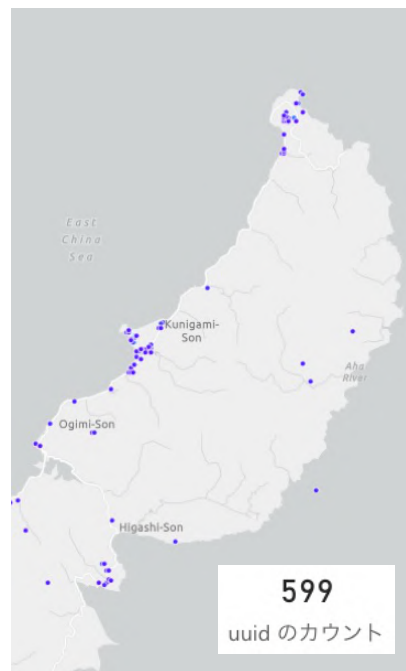 East
China
Sea
Kunigami-
Son
Aha
River
Ogimi-Son
Higashi-Son
599
uuid のカウント